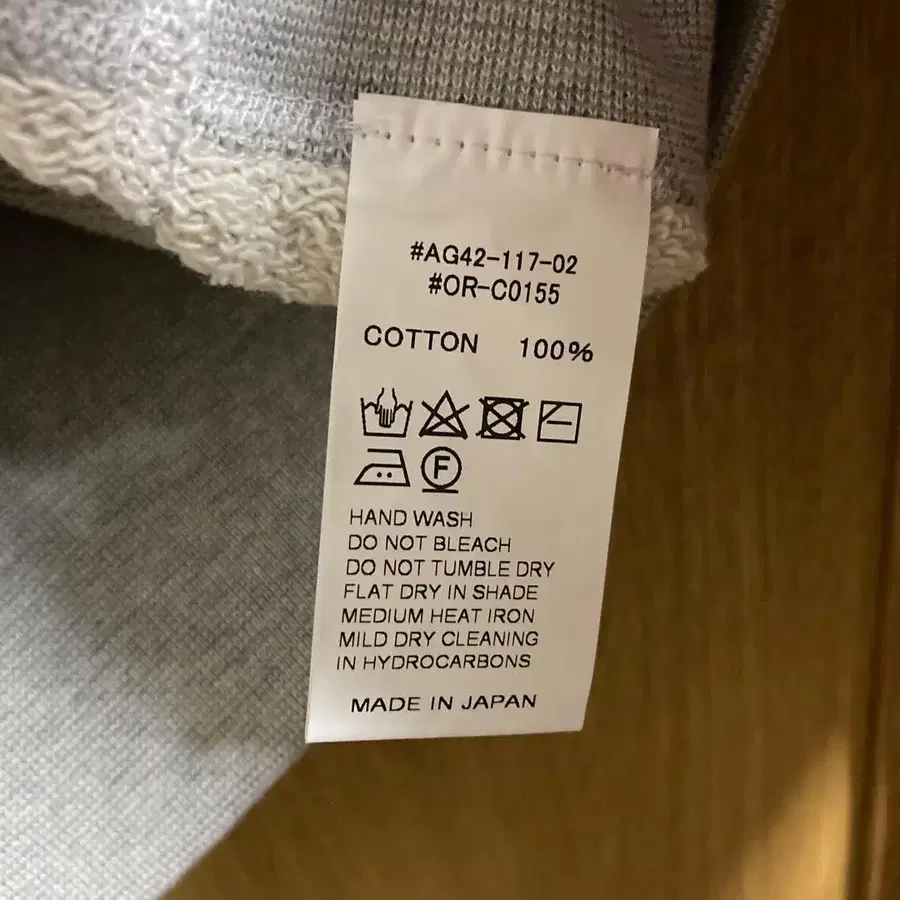 #AG42-117-02
#OR-C0155
COTTON 100%
F
HAND WASH
DO NOT BLEACH
DO NOT TUMBLE DRY
FLAT DRY IN SHADE
MEDIUM HEAT IRON
MILD DRY CLEANING
IN HYDROCARBONS
MADE IN JAPAN